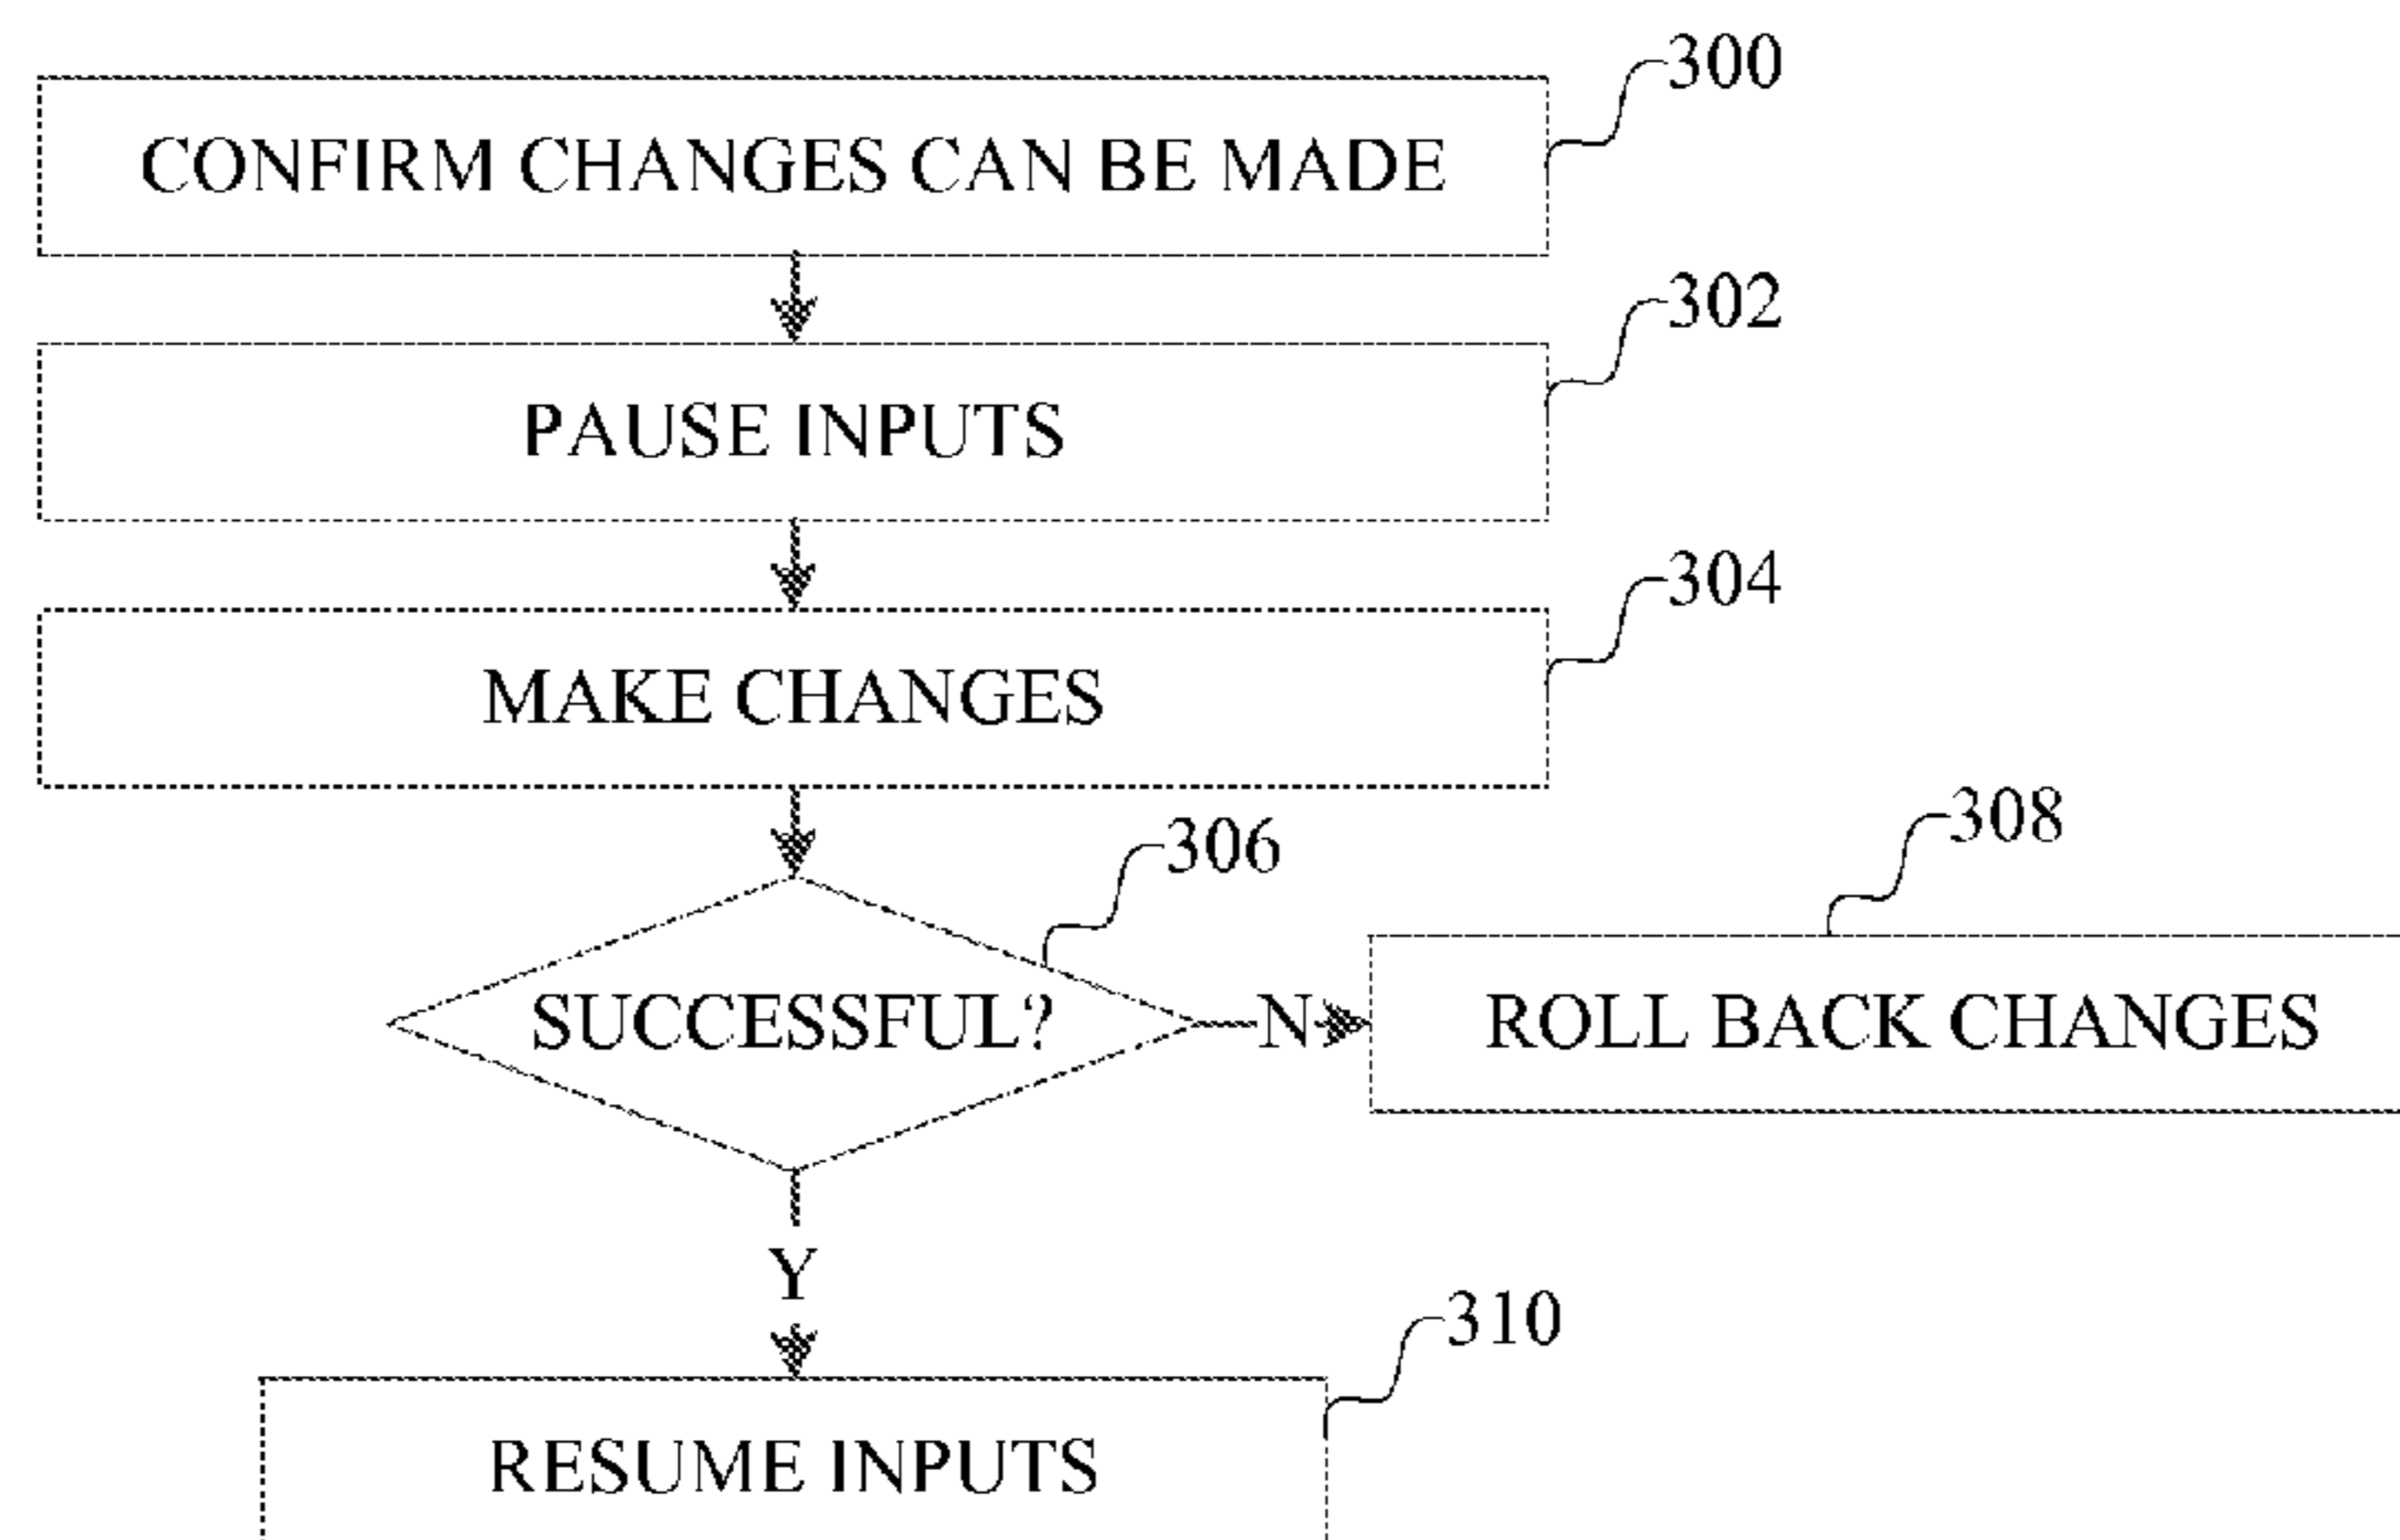 300
CONFIRM CHANGES CAN BE MADE
302
PAUSE INPUTS
304
MAKE CHANGES
306
308
SUCCESSFUL?
N
ROLL BACK CHANGES
Y
310
RESUME INPUTS